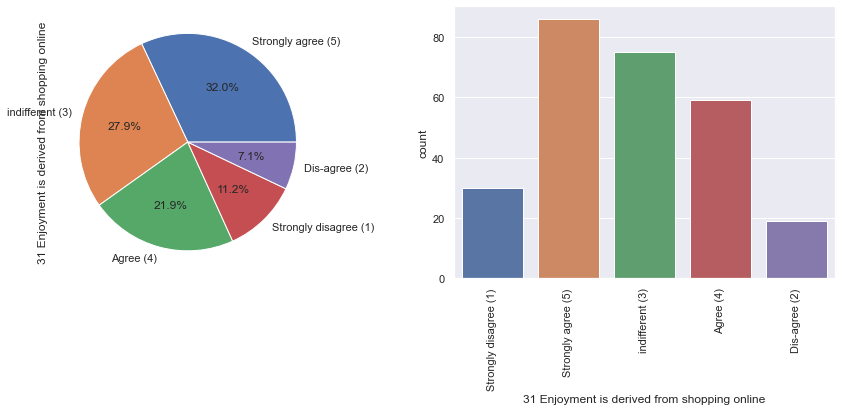 31 Enjoyment is derived from shopping online
Strongly agree (5)
32.0%
indifferent (3)
27.9%
Agree (4)
21.9%
Strongly disagree (1)
11.2%
Dis-agree (2)
7.1%
count
80
60
40
20
0
Strongly disagree (1)
Strongly agree (5)
indifferent (3)
Agree (4)
Dis-agree (2)
31 Enjoyment is derived from shopping online